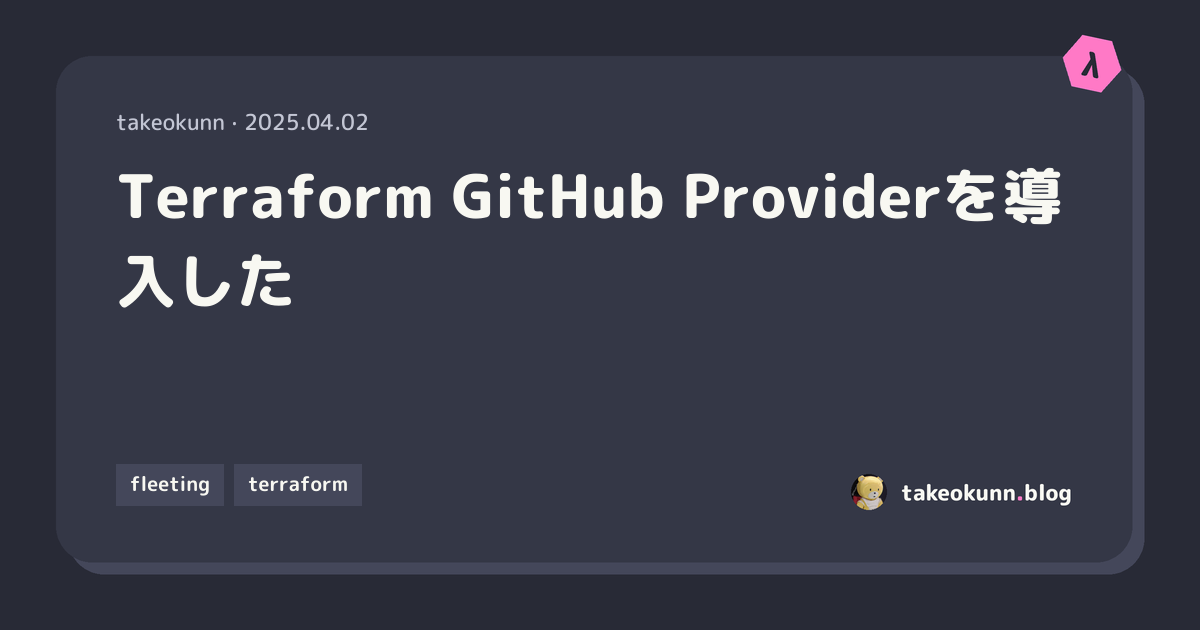 λ
takeokunn · 2025.04.02
Terraform GitHub Providerを導
入した
fleeting
terraform
takeokunn.blog